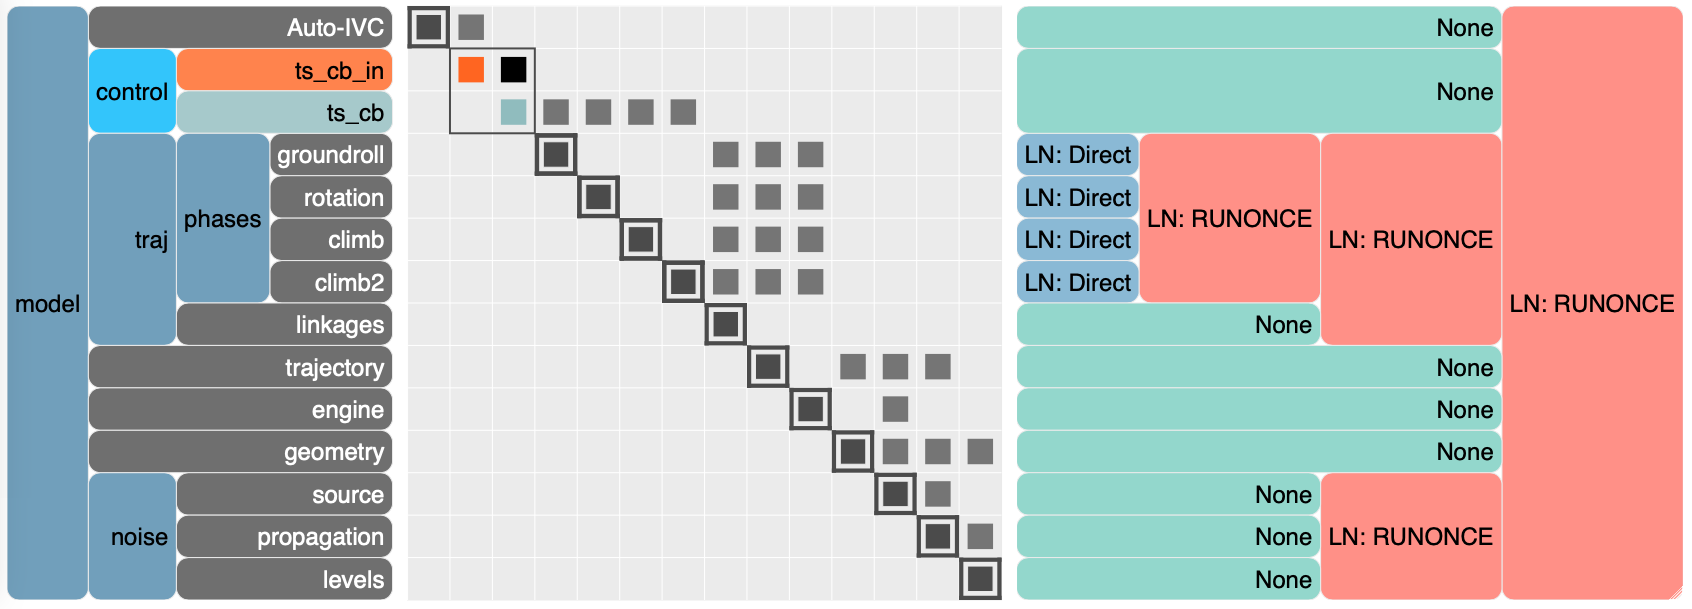 Auto-IVC
None
control
ts_cb_in
ts_cb
None
groundroll
LN: Direct
rotation
LN: Direct
phases
LN: RUNONCE
traj
climb
LN: Direct
LN: RUNONCE
climb2
LN: Direct
model
LN: RUNONCE
linkages
None
trajectory
None
engine
None
geometry
None
source
None
noise
propagation
None
LN: RUNONCE
levels
None